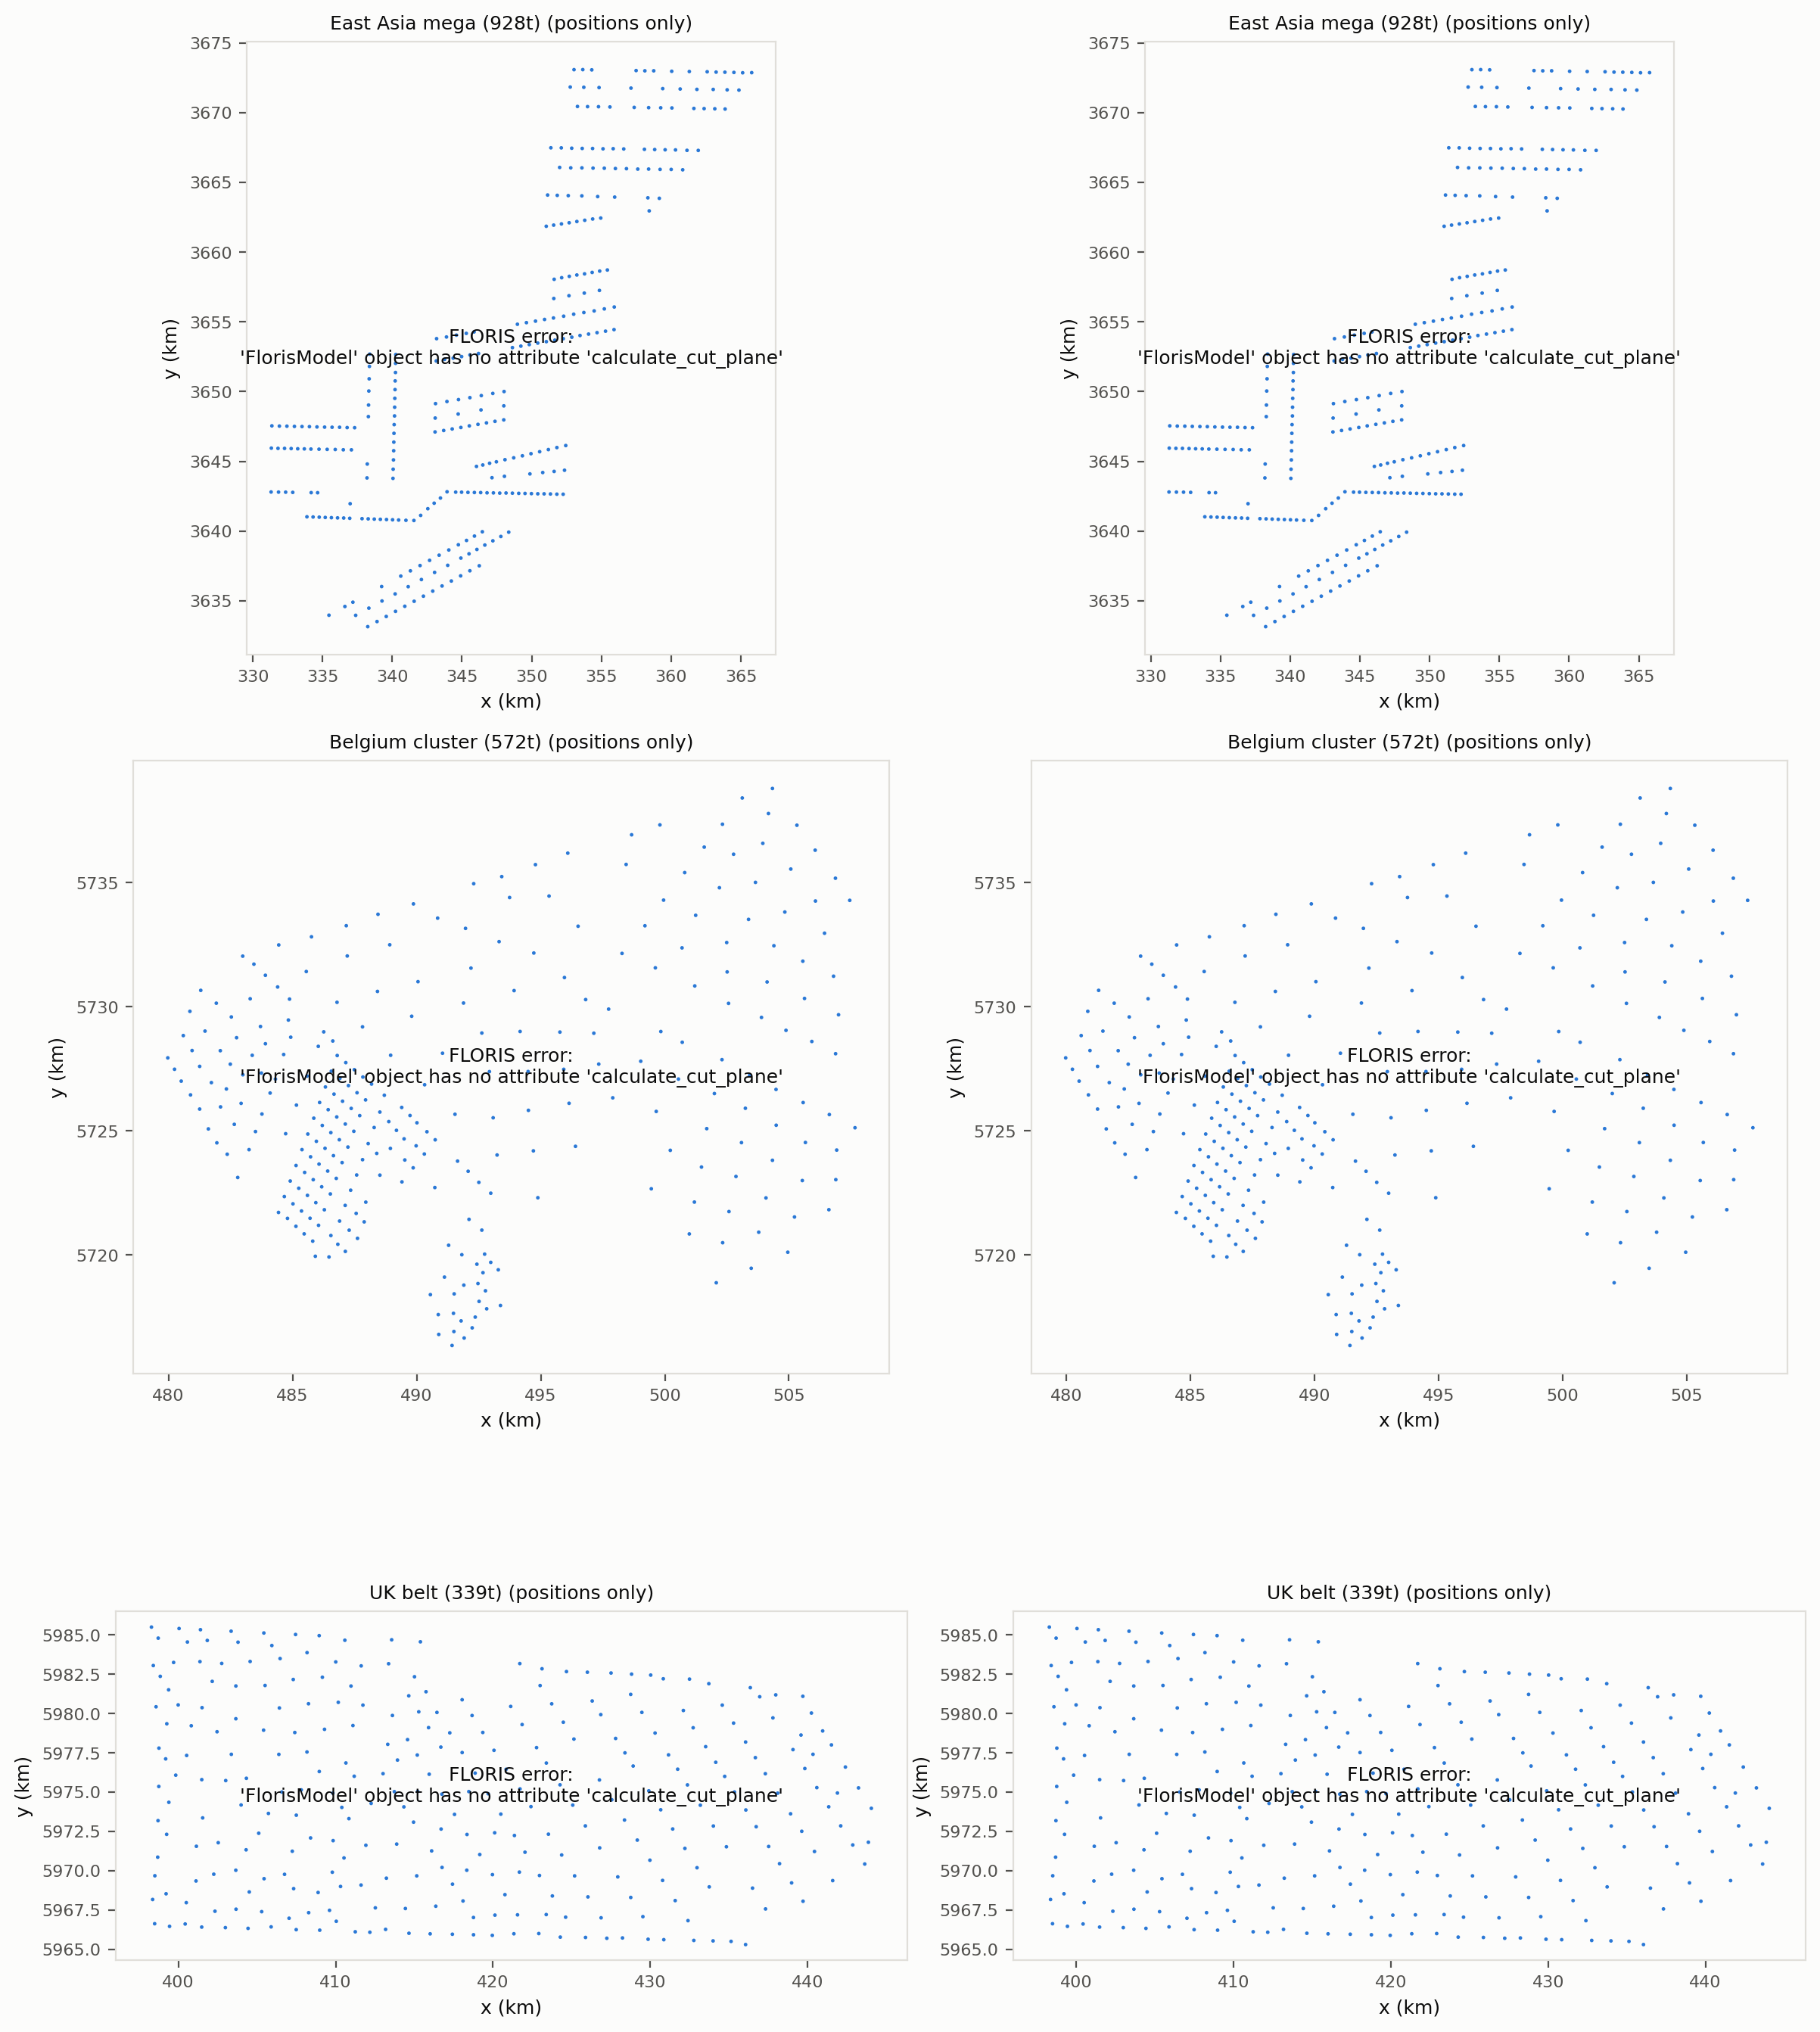 East Asia mega (928t) (positions only)
3675
3670
3665
3660
3655
3650
3645
3640
3635
y (km)
FLORIS error:
'FlorisModel' object has no attribute 'calculate_cut_plane'
330 335 340 345 350 355 360 365
x (km)
East Asia mega (928t) (positions only)
3675
3670
3665
3660
3655
3650
3645
3640
3635
y (km)
FLORIS error:
'FlorisModel' object has no attribute 'calculate_cut_plane'
330 335 340 345 350 355 360 365
x (km)
Belgium cluster (572t) (positions only)
5735
5730
5725
5720
y (km)
FLORIS error:
'FlorisModel' object has no attribute 'calculate_cut_plane'
480 485 490 495 500 505
x (km)
Belgium cluster (572t) (positions only)
5735
5730
5725
5720
y (km)
FLORIS error:
'FlorisModel' object has no attribute 'calculate_cut_plane'
480 485 490 495 500 505
x (km)
UK belt (339t) (positions only)
5985.0
5982.5
5980.0
5977.5
5975.0
5972.5
5970.0
5967.5
5965.0
y (km)
FLORIS error:
'FlorisModel' object has no attribute 'calculate_cut_plane'
400 410 420 430 440
x (km)
UK belt (339t) (positions only)
5985.0
5982.5
5980.0
5977.5
5975.0
5972.5
5970.0
5967.5
5965.0
y (km)
FLORIS error:
'FlorisModel' object has no attribute 'calculate_cut_plane'
400 410 420 430 440
x (km)